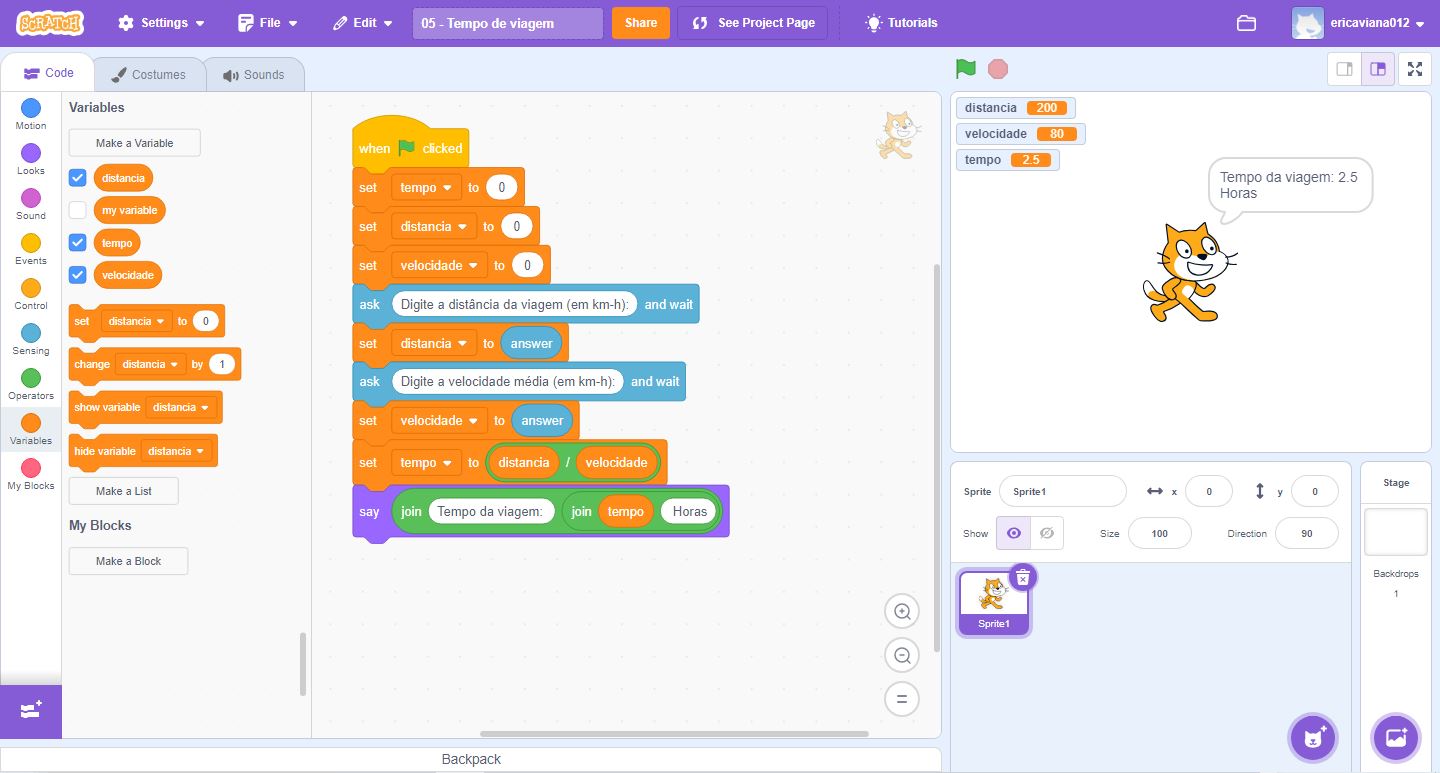 SCRATCH
Settings
File
Edit
05 - Tempo de viagem
Share
See Project Page
Tutorials
ericaviana012
Code
Costumes
Sounds
Motion
Looks
Sound
Events
Control
Sensing
Operators
Variables
My Blocks
Variables
Make a Variable
distancia
my variable
tempo
velocidade
set distancia to 0
change distancia by 1
show variable distancia
hide variable distancia
Make a List
My Blocks
Make a Block
when clicked
set tempo to 0
set distancia to 0
set velocidade to 0
ask Digite a distância da viagem (em km-h): and wait
set distancia to answer
ask Digite a velocidade média (em km-h): and wait
set velocidade to answer
set tempo to distancia / velocidade
say join Tempo da viagem: join tempo Horas
Backpack
distancia 200
velocidade 80
tempo 2.5
Tempo da viagem: 2.5
Horas
Sprite Sprite1 x 0 y 0
Show Size 100 Direction 90
Sprite1
Stage
Backdrops
1